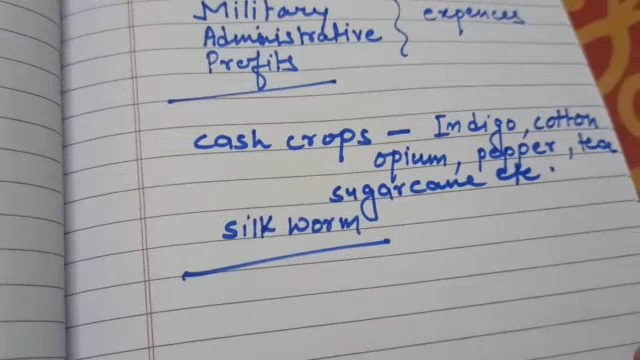 Military
Administrative } expences
Profits
cash crops - Indigo, cotton
opium, pepper, tea
sugarcane etc.
silk worm